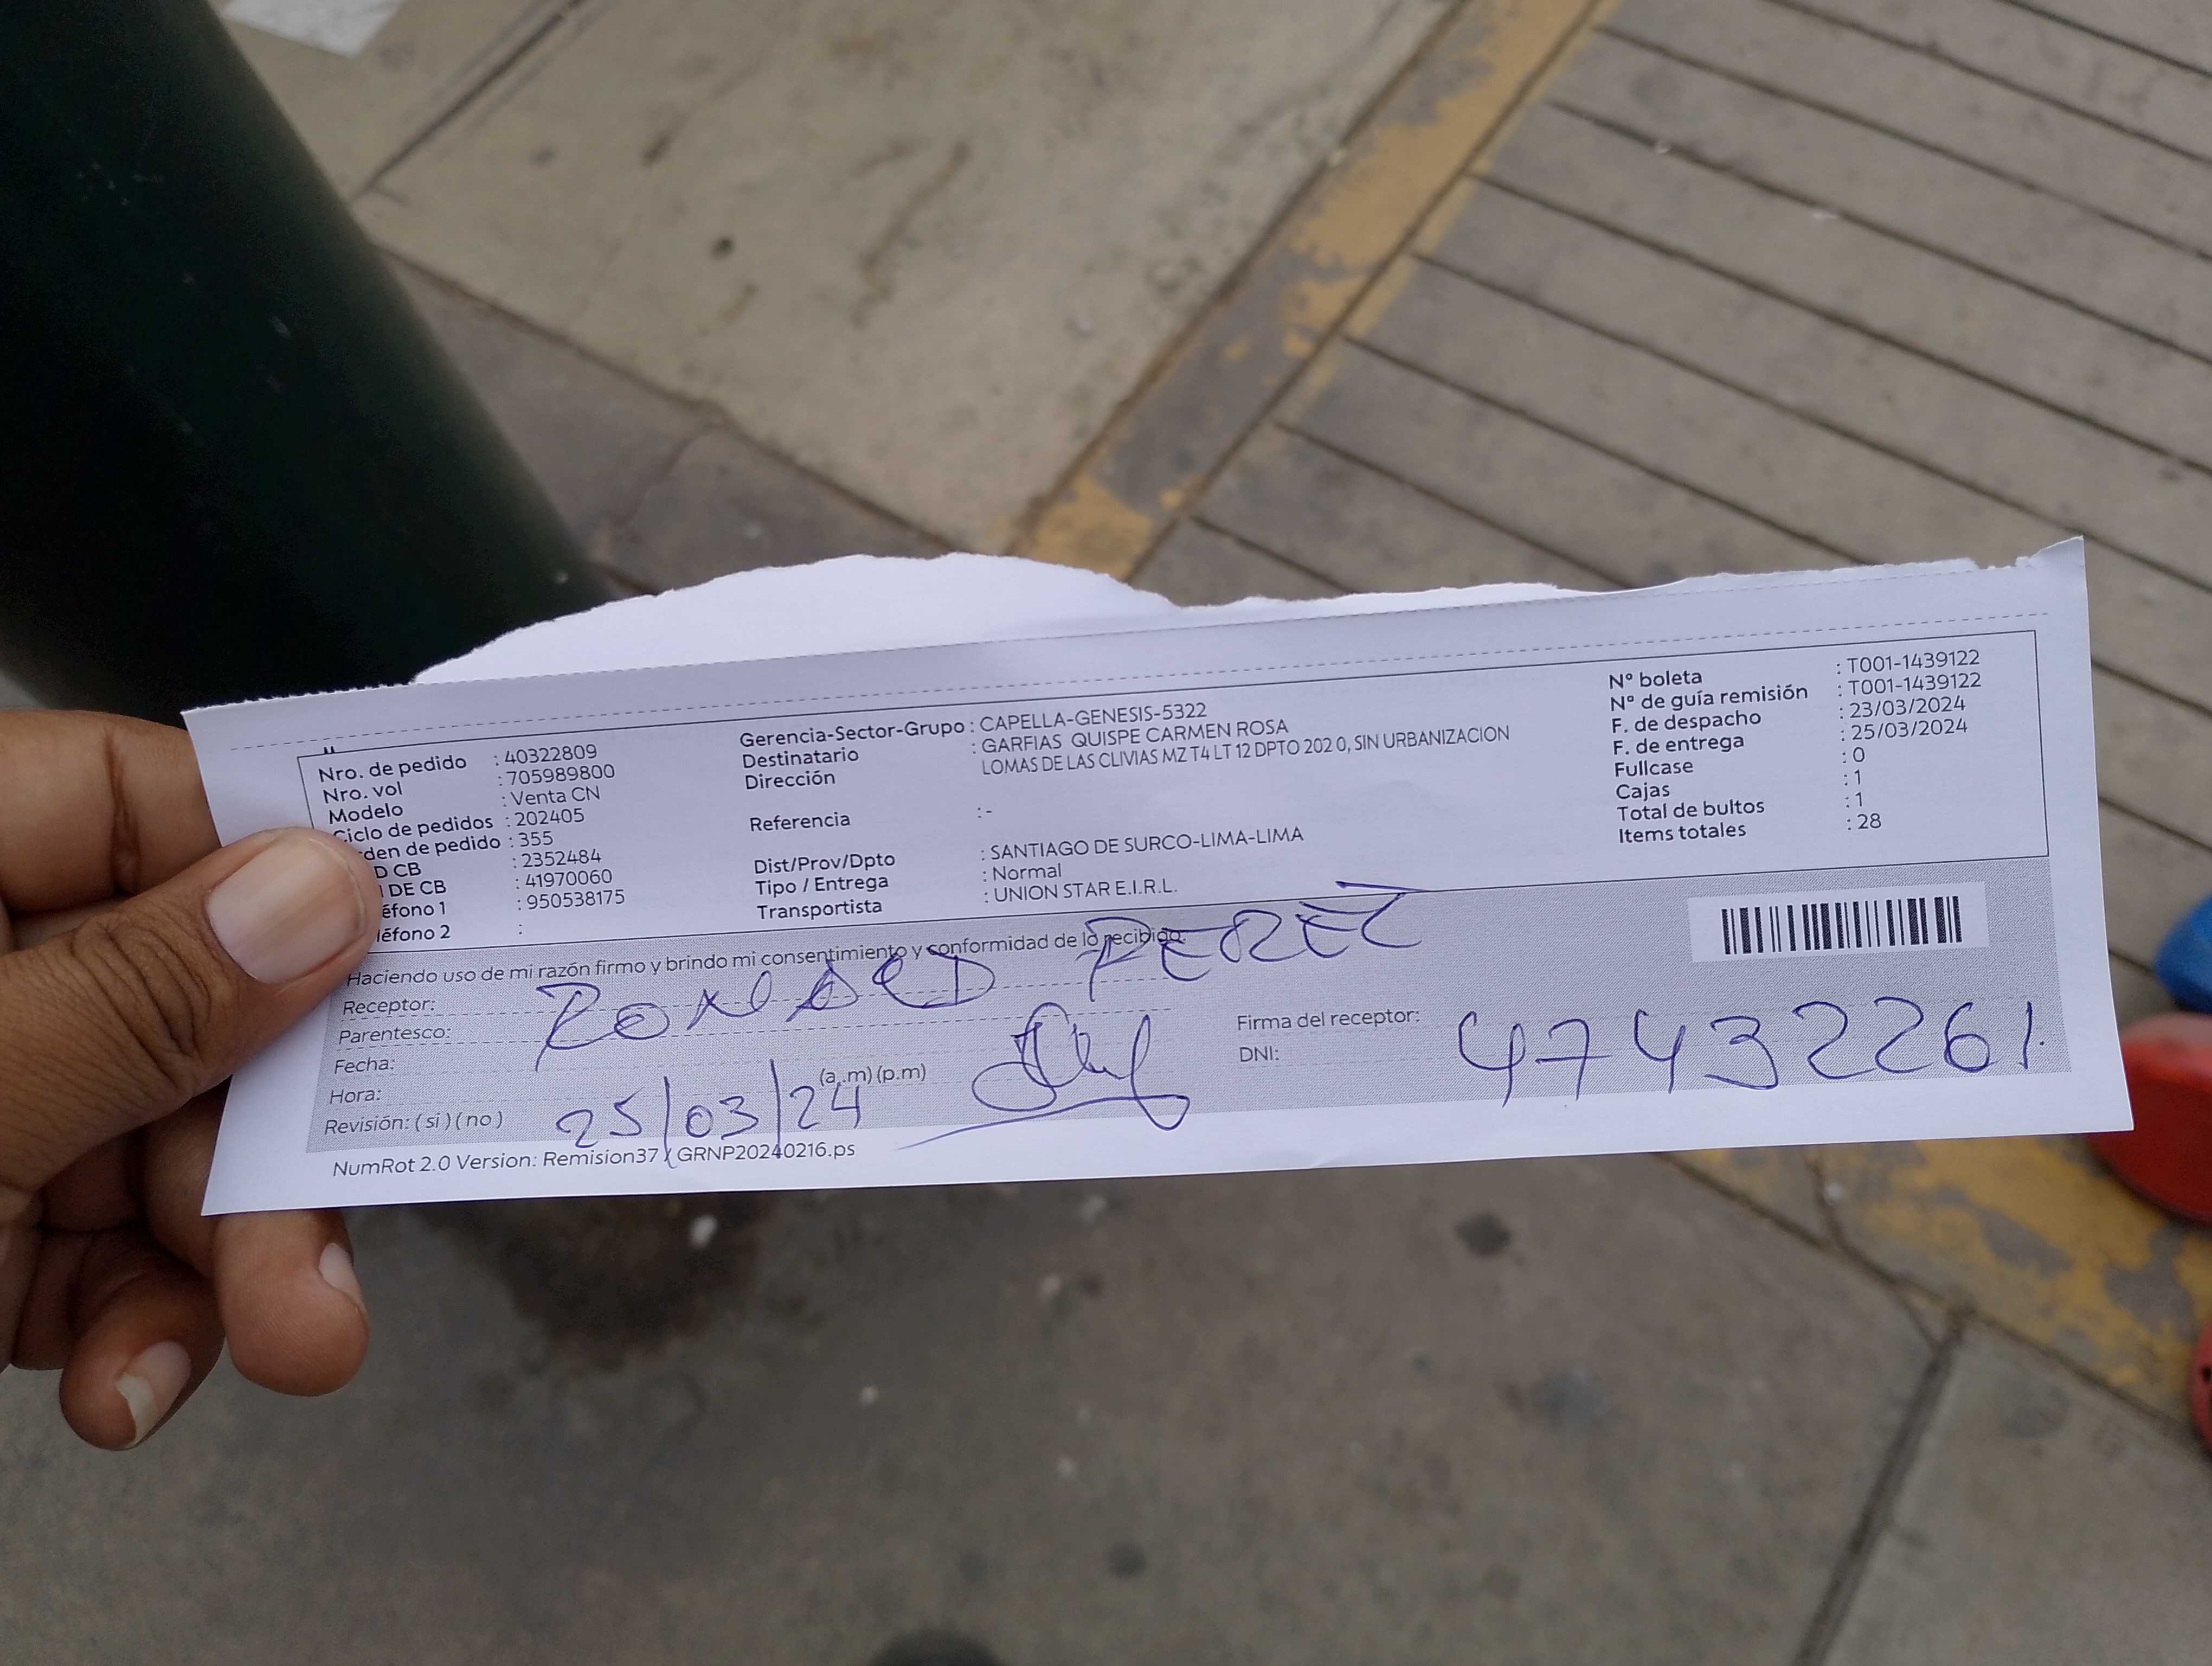 Nro. de pedido : 40322809
Nro. vol : 705989800
Modelo : Venta CN
Ciclo de pedidos : 202405
den de pedido : 355
D CB : 2352484
I DE CB : 41970060
éfono 1 : 950538175
léfono 2 :
Gerencia-Sector-Grupo : CAPELLA-GENESIS-5322
Destinatario : GARFIAS QUISPE CARMEN ROSA
Dirección LOMAS DE LAS CLIVIAS MZ T4 LT 12 DPTO 202 0, SIN URBANIZACION
Referencia : -
Dist/Prov/Dpto : SANTIAGO DE SURCO-LIMA-LIMA
Tipo / Entrega : Normal
Transportista : UNION STAR E.I.R.L.
N° boleta : T001-1439122
N° de guía remisión : T001-1439122
F. de despacho : 23/03/2024
F. de entrega : 25/03/2024
Fullcase : 0
Cajas : 1
Total de bultos : 1
Items totales : 28
Haciendo uso de mi razón firmo y brindo mi consentimiento y conformidad de lo recibido.
Receptor: RONALD PEREZ
Parentesco:
Fecha:
Hora: (a.m) (p.m)
Revisión: ( si ) ( no ) 25/03/24
Firma del receptor:
DNI: 47432261
NumRot 2.0 Version: Remision37 / GRNP20240216.ps